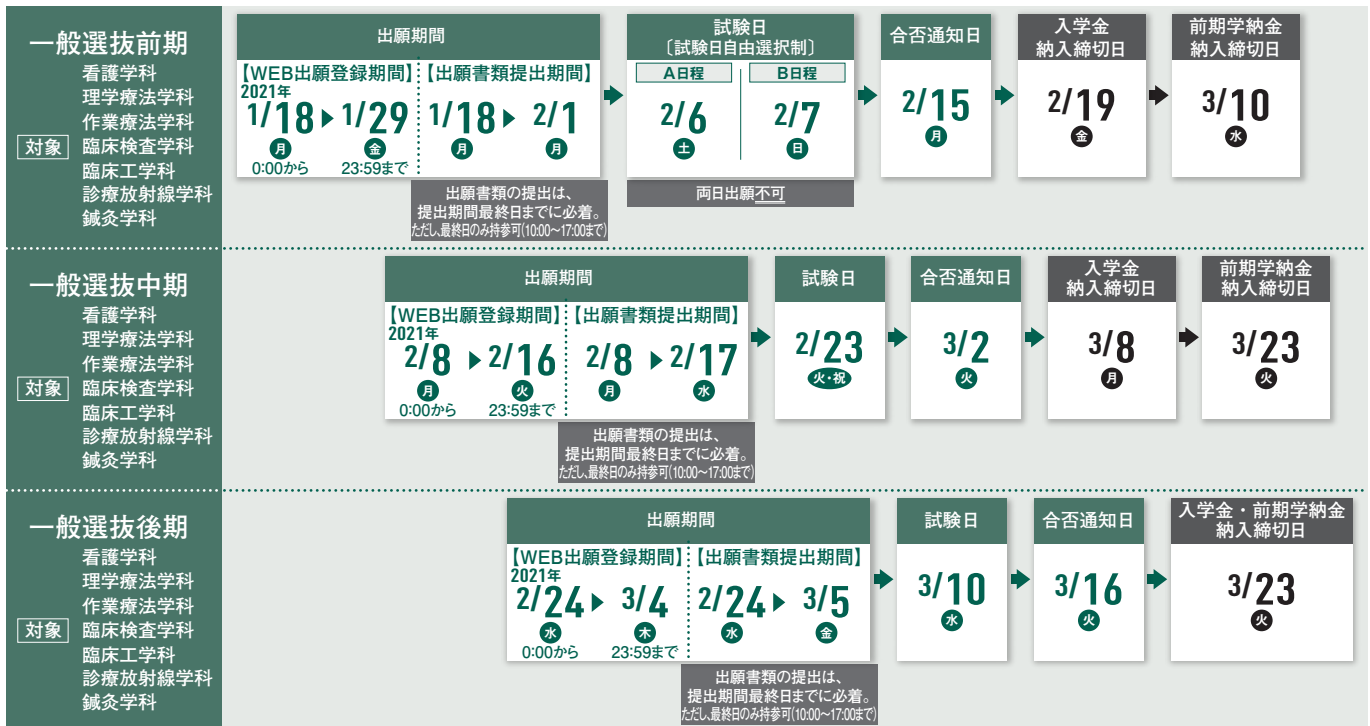 一般選抜前期
対象
看護学科
理学療法学科
作業療法学科
臨床検査学科
臨床工学科
診療放射線学科
鍼灸学科
出願期間
【WEB出願登録期間】
2021年
1/18 ▶ 1/29
月 金
0:00から 23:59まで
【出願書類提出期間】
1/18 ▶ 2/1
月 月
出願書類の提出は、
提出期間最終日までに必着。
ただし、最終日のみ持参可(10:00～17:00まで)
試験日
〔試験日自由選択制〕
A日程
2/6
土
B日程
2/7
日
両日出願不可
合否通知日
2/15
月
入学金
納入締切日
2/19
金
前期学納金
納入締切日
3/10
水
一般選抜中期
対象
看護学科
理学療法学科
作業療法学科
臨床検査学科
臨床工学科
診療放射線学科
鍼灸学科
出願期間
【WEB出願登録期間】
2021年
2/8 ▶ 2/16
月 火
0:00から 23:59まで
【出願書類提出期間】
2/8 ▶ 2/17
月 水
出願書類の提出は、
提出期間最終日までに必着。
ただし、最終日のみ持参可(10:00～17:00まで)
試験日
2/23
火・祝
合否通知日
3/2
火
入学金
納入締切日
3/8
月
前期学納金
納入締切日
3/23
火
一般選抜後期
対象
看護学科
理学療法学科
作業療法学科
臨床検査学科
臨床工学科
診療放射線学科
鍼灸学科
出願期間
【WEB出願登録期間】
2021年
2/24 ▶ 3/4
水 木
0:00から 23:59まで
【出願書類提出期間】
2/24 ▶ 3/5
水 金
出願書類の提出は、
提出期間最終日までに必着。
ただし、最終日のみ持参可(10:00～17:00まで)
試験日
3/10
水
合否通知日
3/16
火
入学金・前期学納金
納入締切日
3/23
火